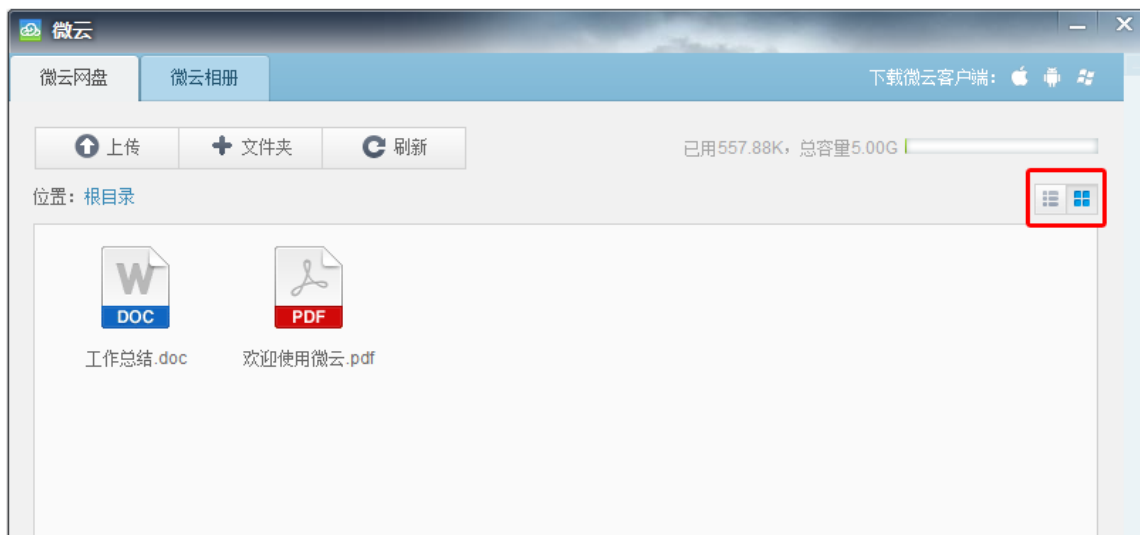 微云
微云网盘 微云相册 下载微云客户端：
上传 文件夹 刷新 已用557.88K，总容量5.00G
位置：根目录
W
DOC PDF
工作总结.doc 欢迎使用微云.pdf